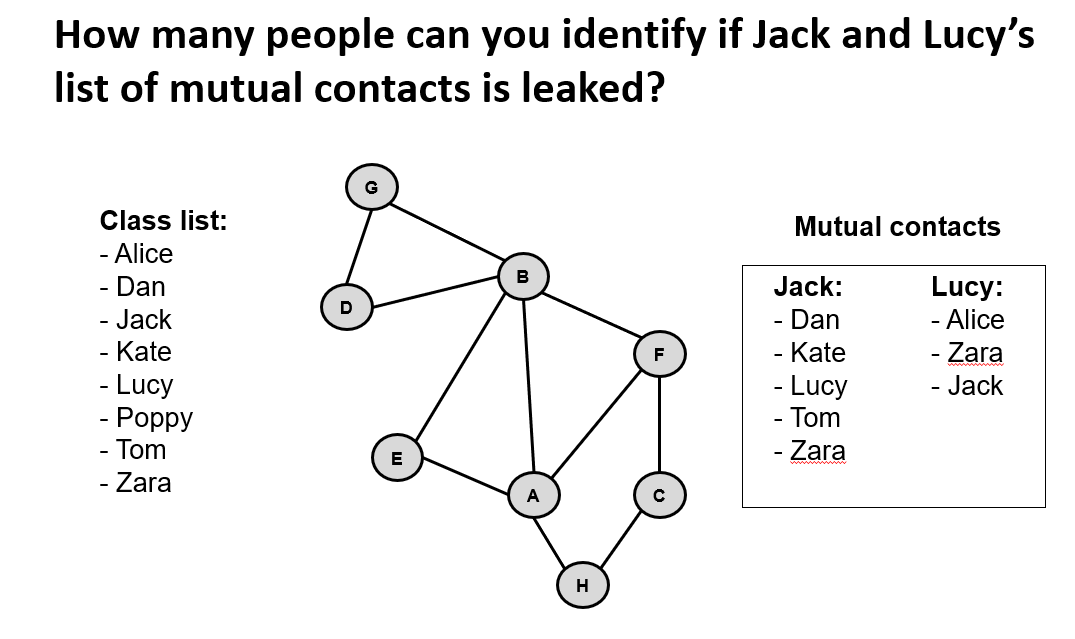 How many people can you identify if Jack and Lucy's
list of mutual contacts is leaked?
Class list:
- Alice
- Dan
- Jack
- Kate
- Lucy
- Poppy
- Tom
- Zara
G
B
D
F
E
A
C
H
Mutual contacts
Jack:
- Dan
- Kate
- Lucy
- Tom
- Zara
Lucy:
- Alice
- Zara
- Jack